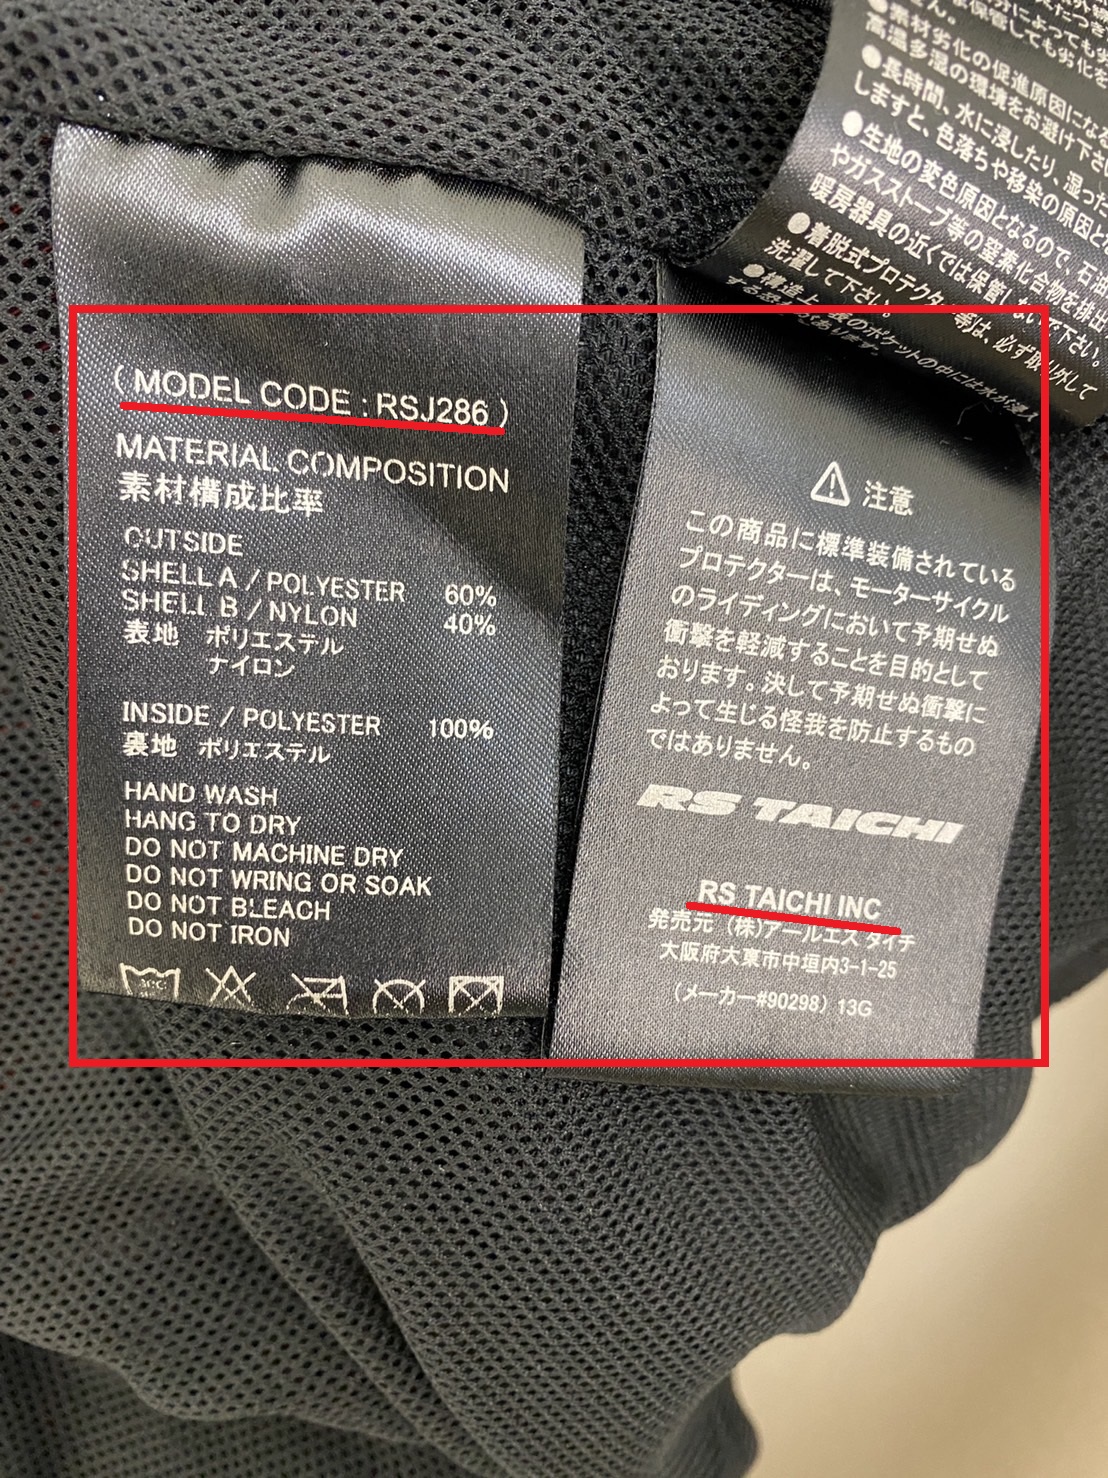 (MODEL CODE : RSJ286)
MATERIAL COMPOSITION
素材構成比率
OUTSIDE
SHELL A / POLYESTER 60%
SHELL B / NYLON 40%
表地 ポリエステル
ナイロン
INSIDE / POLYESTER 100%
裏地 ポリエステル
HAND WASH
HANG TO DRY
DO NOT MACHINE DRY
DO NOT WRING OR SOAK
DO NOT BLEACH
DO NOT IRON
●素材劣化の促進原因になる
高温多湿の環境をお避け下さ
●長時間、水に浸したり、湿った
しますと、色落ちや移染の原因と
●生地の変色原因となるので、石油
やガスストーブ等の窒素化合物を排出
暖房器具の近くでは保管しないで下さい。
●着脱式プロテクター等は、必ず取り外して
洗濯して下さい。
⚠ 注意
この商品に標準装備されている
プロテクターは、モーターサイクル
のライディングにおいて予期せぬ
衝撃を軽減することを目的として
おります。決して予期せぬ衝撃に
よって生じる怪我を防止するもの
ではありません。
RS TAICHI
RS TAICHI INC
発売元 (株)アールエスタイチ
大阪府大東市中垣内3-1-25
(メーカー#90298) 13G